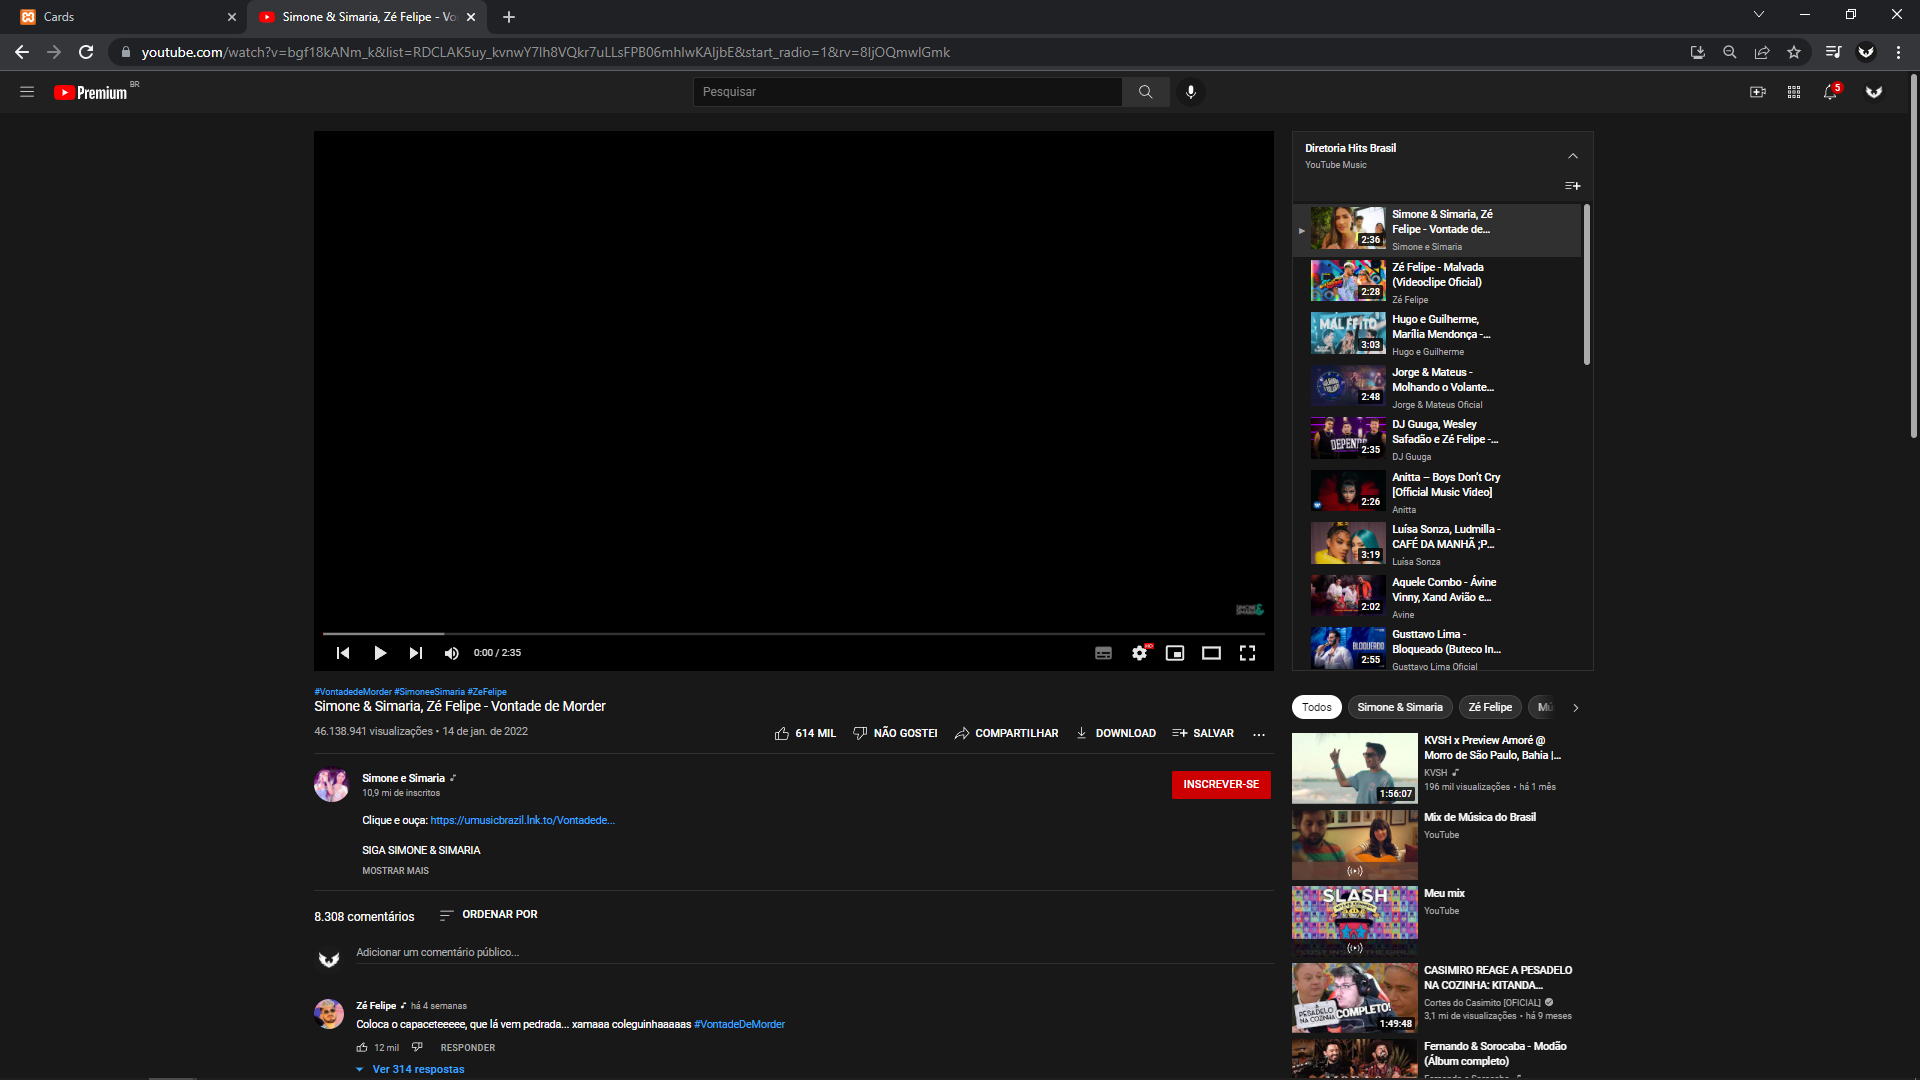 Cards
Simone & Simaria, Zé Felipe - Vo
youtube.com/watch?v=bgf18kANm_k&list=RDCLAK5uy_kvnwY7lh8VQkr7uLLsFPB06mhlwKAljbE&start_radio=1&rv=8ljOQmwlGmk
Premium BR
Pesquisar
5
Diretoria Hits Brasil
YouTube Music
Simone & Simaria, Zé
Felipe - Vontade de...
2:36
Simone e Simaria
Zé Felipe - Malvada
(Videoclipe Oficial)
2:28
Zé Felipe
Hugo e Guilherme,
Marília Mendonça -...
3:03
Hugo e Guilherme
Jorge & Mateus -
Molhando o Volante...
2:48
Jorge & Mateus Oficial
DJ Guuga, Wesley
Safadão e Zé Felipe -...
2:35
DJ Guuga
Anitta – Boys Don't Cry
[Official Music Video]
2:26
Anitta
Luísa Sonza, Ludmilla -
CAFÉ DA MANHÃ ;P...
3:19
Luísa Sonza
Aquele Combo - Ávine
Vinny, Xand Avião e...
2:02
Avine
Gusttavo Lima -
Bloqueado (Buteco In...
BLOQUEADO
2:55
Gusttavo Lima Oficial
0:00 / 2:35
HD
#VontadedeMorder #SimoneeSimaria #ZeFelipe
Simone & Simaria, Zé Felipe - Vontade de Morder
46.138.941 visualizações • 14 de jan. de 2022
614 MIL
NÃO GOSTEI
COMPARTILHAR
DOWNLOAD
SALVAR
...
Simone e Simaria
10,9 mi de inscritos
INSCREVER-SE
Clique e ouça: https://umusicbrazil.lnk.to/Vontadede...
SIGA SIMONE & SIMARIA
MOSTRAR MAIS
8.308 comentários
ORDENAR POR
Adicionar um comentário público...
Zé Felipe há 4 semanas
Coloca o capaceteeeee, que lá vem pedrada... xamaaa coleguinhaaaaas #VontadeDeMorder
12 mil
RESPONDER
Ver 314 respostas
Todos
Simone & Simaria
Zé Felipe
Mú
KVSH x Preview Amoré @
Morro de São Paulo, Bahia |...
KVSH
196 mil visualizações • há 1 mês
1:56:07
Mix de Música do Brasil
YouTube
SLASH
Meu mix
YouTube
CASIMIRO REAGE A PESADELO
NA COZINHA: KITANDA...
Cortes do Casimito [OFICIAL]
3,1 mi de visualizações • há 9 meses
PESADELO
NA COZINHA
COMPLETO!
1:49:48
Fernando & Sorocaba - Modão
(Álbum completo)